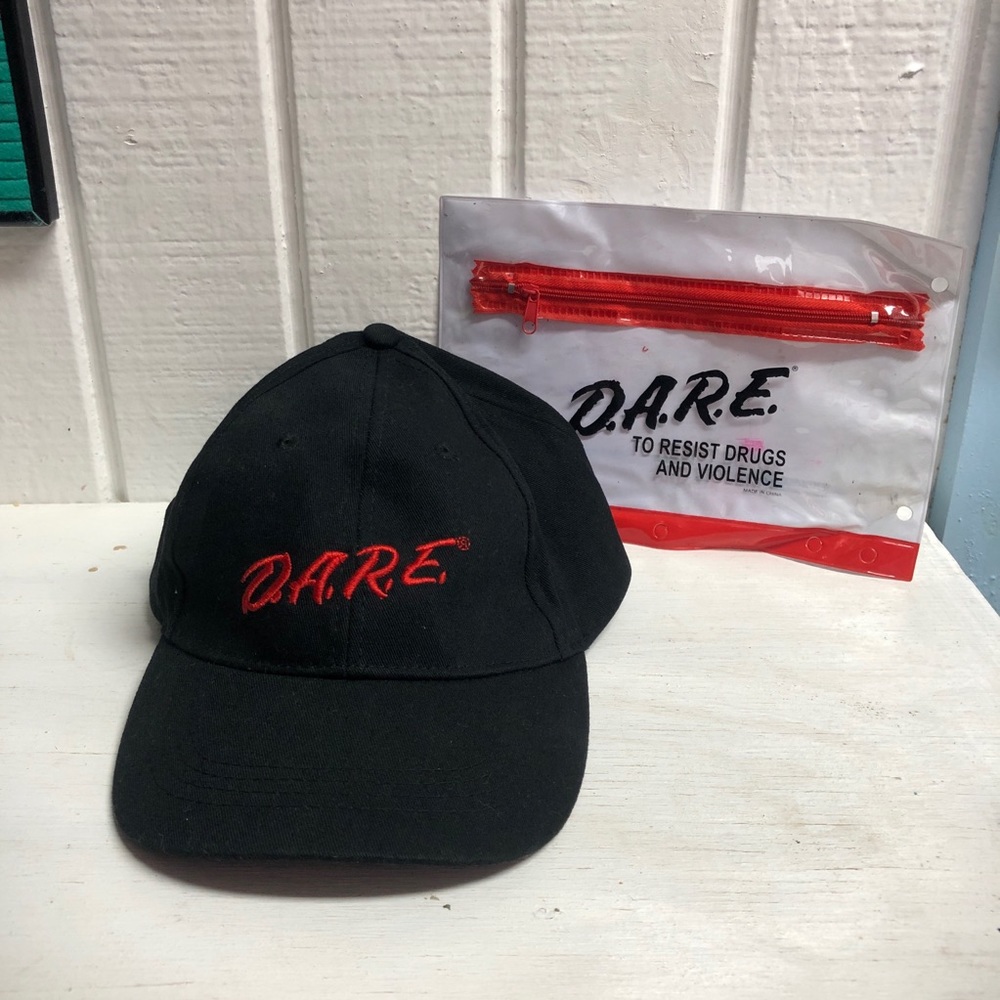 D.A.R.E.®
D.A.R.E.®
TO RESIST DRUGS
AND VIOLENCE
MADE IN CHINA